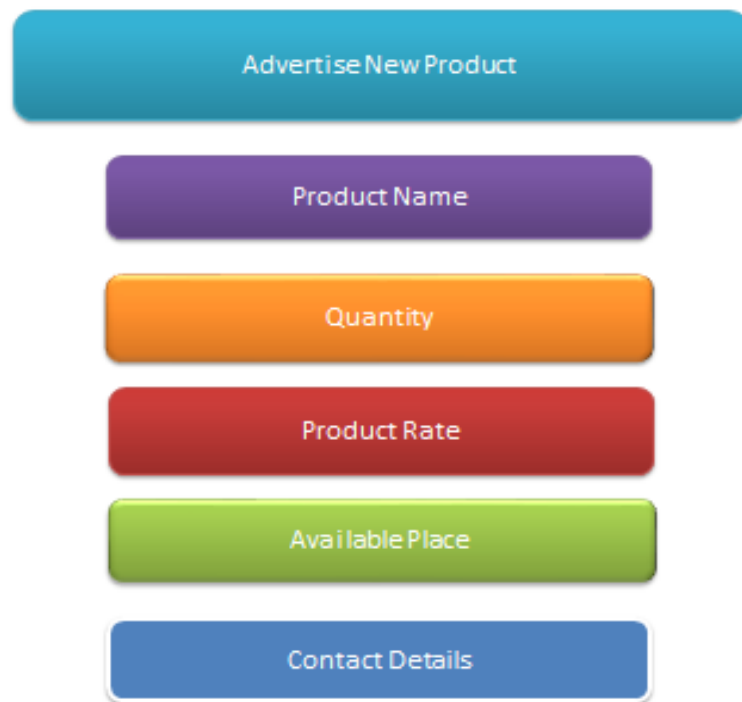 Advertise New Product
Product Name
Quantity
Product Rate
Available Place
Contact Details